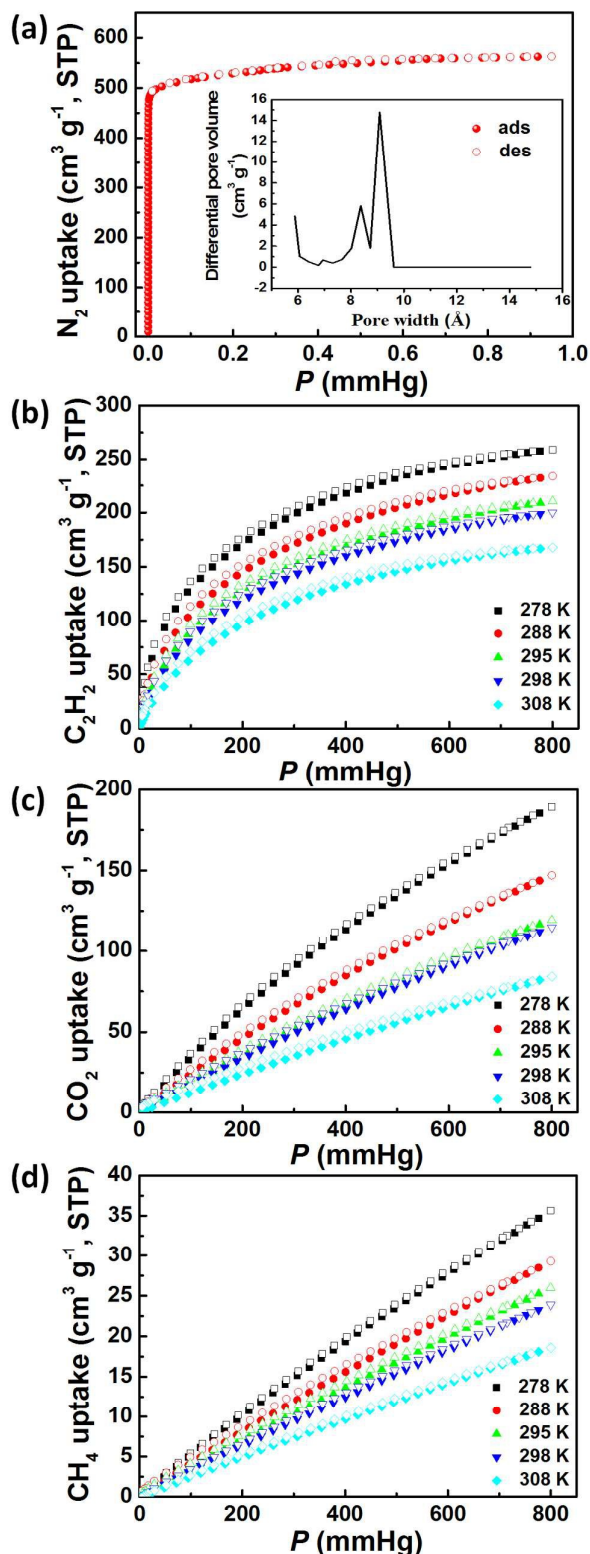 (a)
600
500
400
300
200
100
0
N₂ uptake (cm³ g⁻¹, STP)
16
14
12
10
8
6
4
2
0
-2
Differential pore volume
(cm³ g⁻¹)
ads
des
6 8 10 12 14 16
Pore width (Å)
0.0 0.2 0.4 0.6 0.8 1.0
P (mmHg)
(b)
300
250
200
150
100
50
0
C₂H₂ uptake (cm³ g⁻¹, STP)
278 K
288 K
295 K
298 K
308 K
0 200 400 600 800
P (mmHg)
(c)
200
150
100
50
0
CO₂ uptake (cm³ g⁻¹, STP)
278 K
288 K
295 K
298 K
308 K
0 200 400 600 800
P (mmHg)
(d)
40
35
30
25
20
15
10
5
0
CH₄ uptake (cm³ g⁻¹, STP)
278 K
288 K
295 K
298 K
308 K
0 200 400 600 800
P (mmHg)